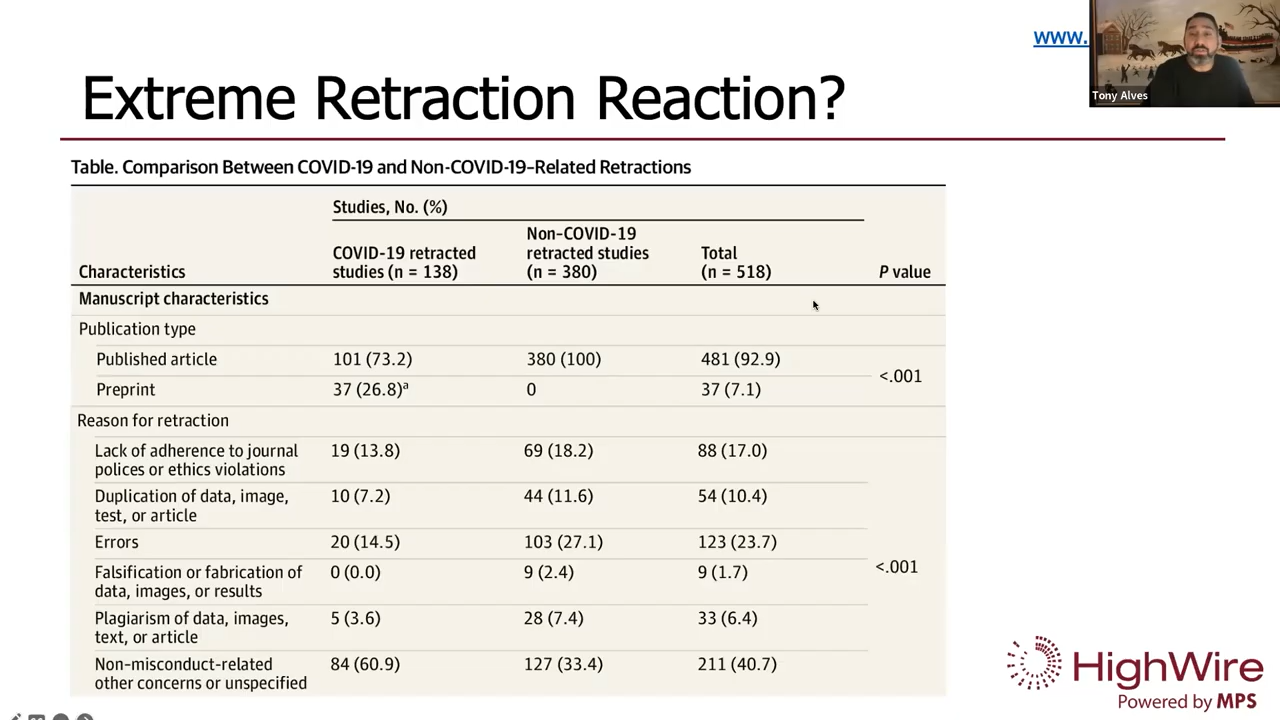 www.
Tony Alves
Extreme Retraction Reaction?
Table. Comparison Between COVID-19 and Non-COVID-19–Related Retractions
Studies, No. (%)
Characteristics
COVID-19 retracted
studies (n = 138)
Non-COVID-19
retracted studies
(n = 380)
Total
(n = 518)
P value
Manuscript characteristics
Publication type
Published article 101 (73.2) 380 (100) 481 (92.9)
<.001
Preprint 37 (26.8)ᵃ 0 37 (7.1)
Reason for retraction
Lack of adherence to journal
polices or ethics violations
19 (13.8) 69 (18.2) 88 (17.0)
Duplication of data, image,
test, or article
10 (7.2) 44 (11.6) 54 (10.4)
Errors 20 (14.5) 103 (27.1) 123 (23.7)
<.001
Falsification or fabrication of
data, images, or results
0 (0.0) 9 (2.4) 9 (1.7)
Plagiarism of data, images,
text, or article
5 (3.6) 28 (7.4) 33 (6.4)
Non-misconduct-related
other concerns or unspecified
84 (60.9) 127 (33.4) 211 (40.7)
HighWire
Powered by MPS